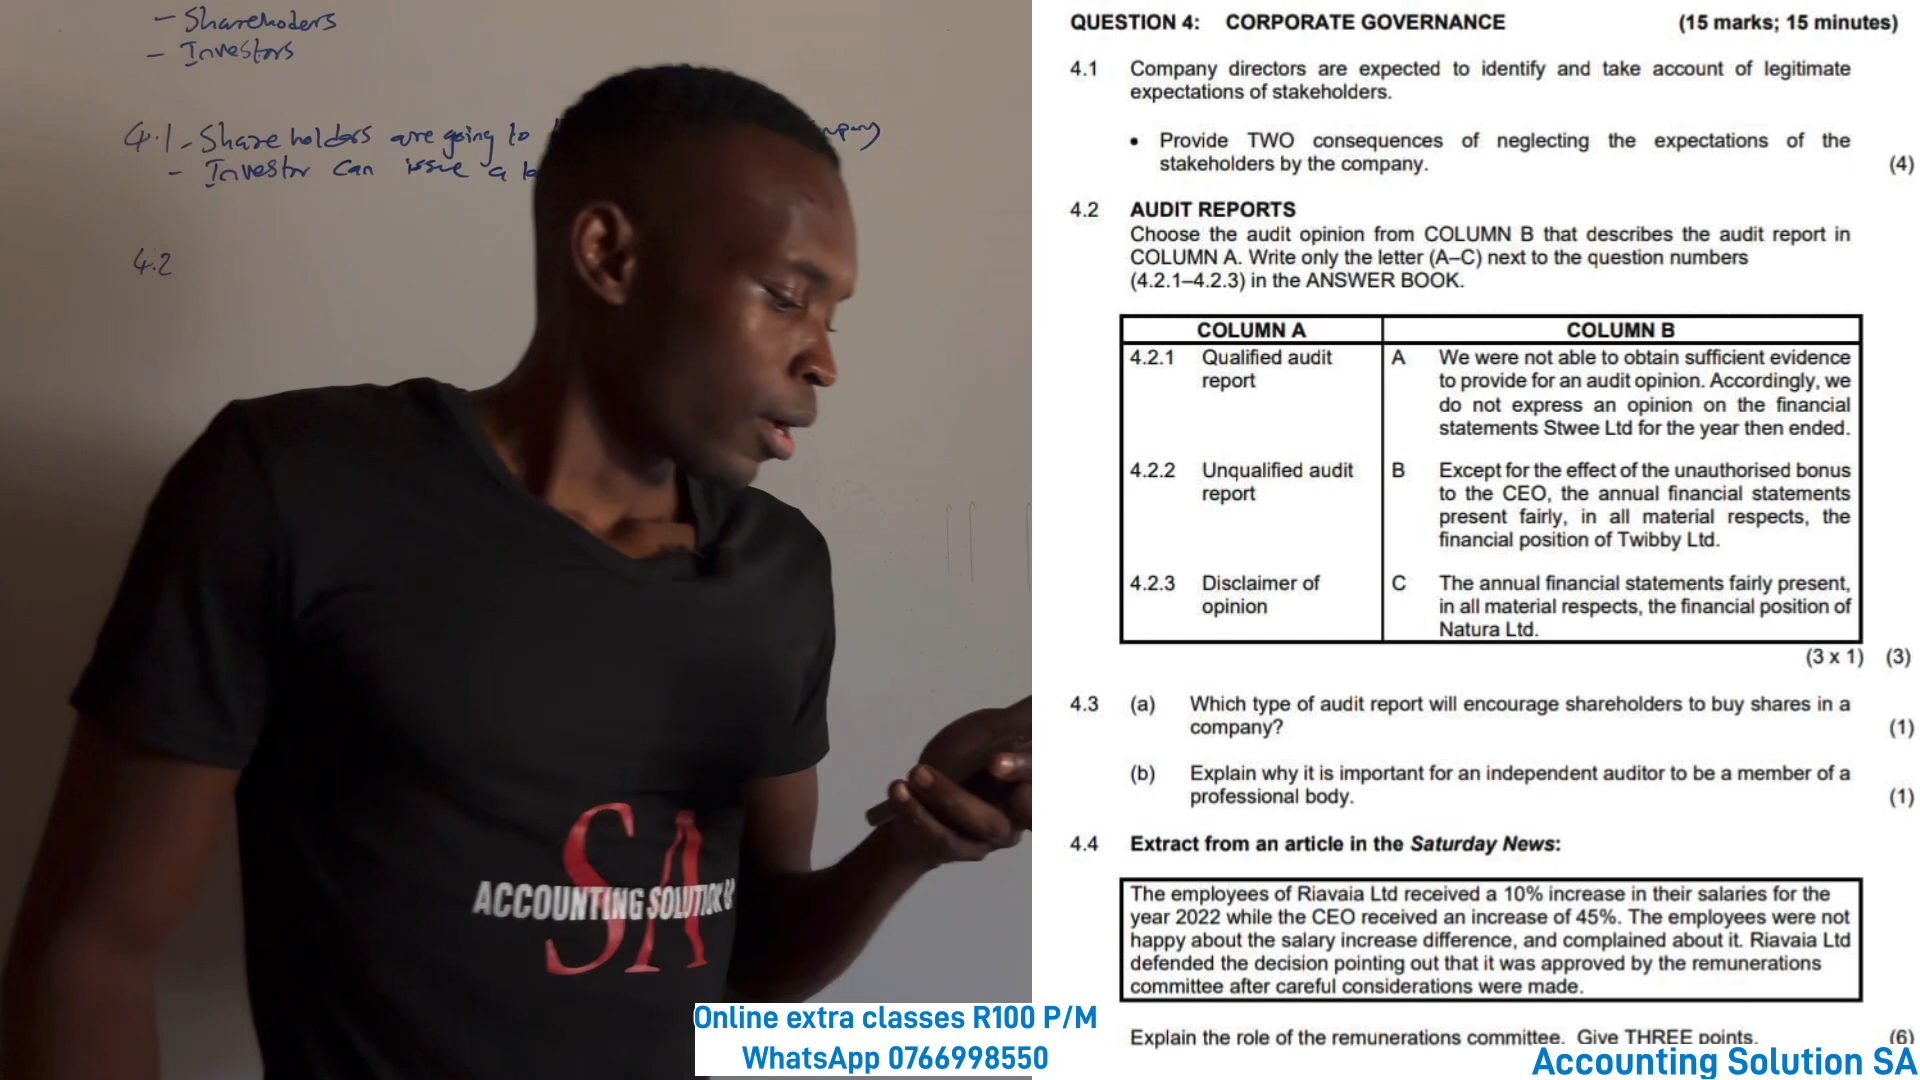 - Shareholders
- Investors
4.1 - Shareholders are going to
- Investor can issue a
4.2
SA
ACCOUNTING SOLUTION
Online extra classes R100 P/M
WhatsApp 0766998550
QUESTION 4: CORPORATE GOVERNANCE (15 marks; 15 minutes)
4.1 Company directors are expected to identify and take account of legitimate
expectations of stakeholders.
• Provide TWO consequences of neglecting the expectations of the
stakeholders by the company. (4)
4.2 AUDIT REPORTS
Choose the audit opinion from COLUMN B that describes the audit report in
COLUMN A. Write only the letter (A–C) next to the question numbers
(4.2.1–4.2.3) in the ANSWER BOOK.
COLUMN A COLUMN B
4.2.1 Qualified audit A We were not able to obtain sufficient evidence
report to provide for an audit opinion. Accordingly, we
do not express an opinion on the financial
statements Stwee Ltd for the year then ended.
4.2.2 Unqualified audit B Except for the effect of the unauthorised bonus
report to the CEO, the annual financial statements
present fairly, in all material respects, the
financial position of Twibby Ltd.
4.2.3 Disclaimer of C The annual financial statements fairly present,
opinion in all material respects, the financial position of
Natura Ltd.
(3 x 1) (3)
4.3 (a) Which type of audit report will encourage shareholders to buy shares in a
company? (1)
(b) Explain why it is important for an independent auditor to be a member of a
professional body. (1)
4.4 Extract from an article in the Saturday News:
The employees of Riavaia Ltd received a 10% increase in their salaries for the
year 2022 while the CEO received an increase of 45%. The employees were not
happy about the salary increase difference, and complained about it. Riavaia Ltd
defended the decision pointing out that it was approved by the remunerations
committee after careful considerations were made.
Explain the role of the remunerations committee. Give THREE points. (6)
Accounting Solution SA